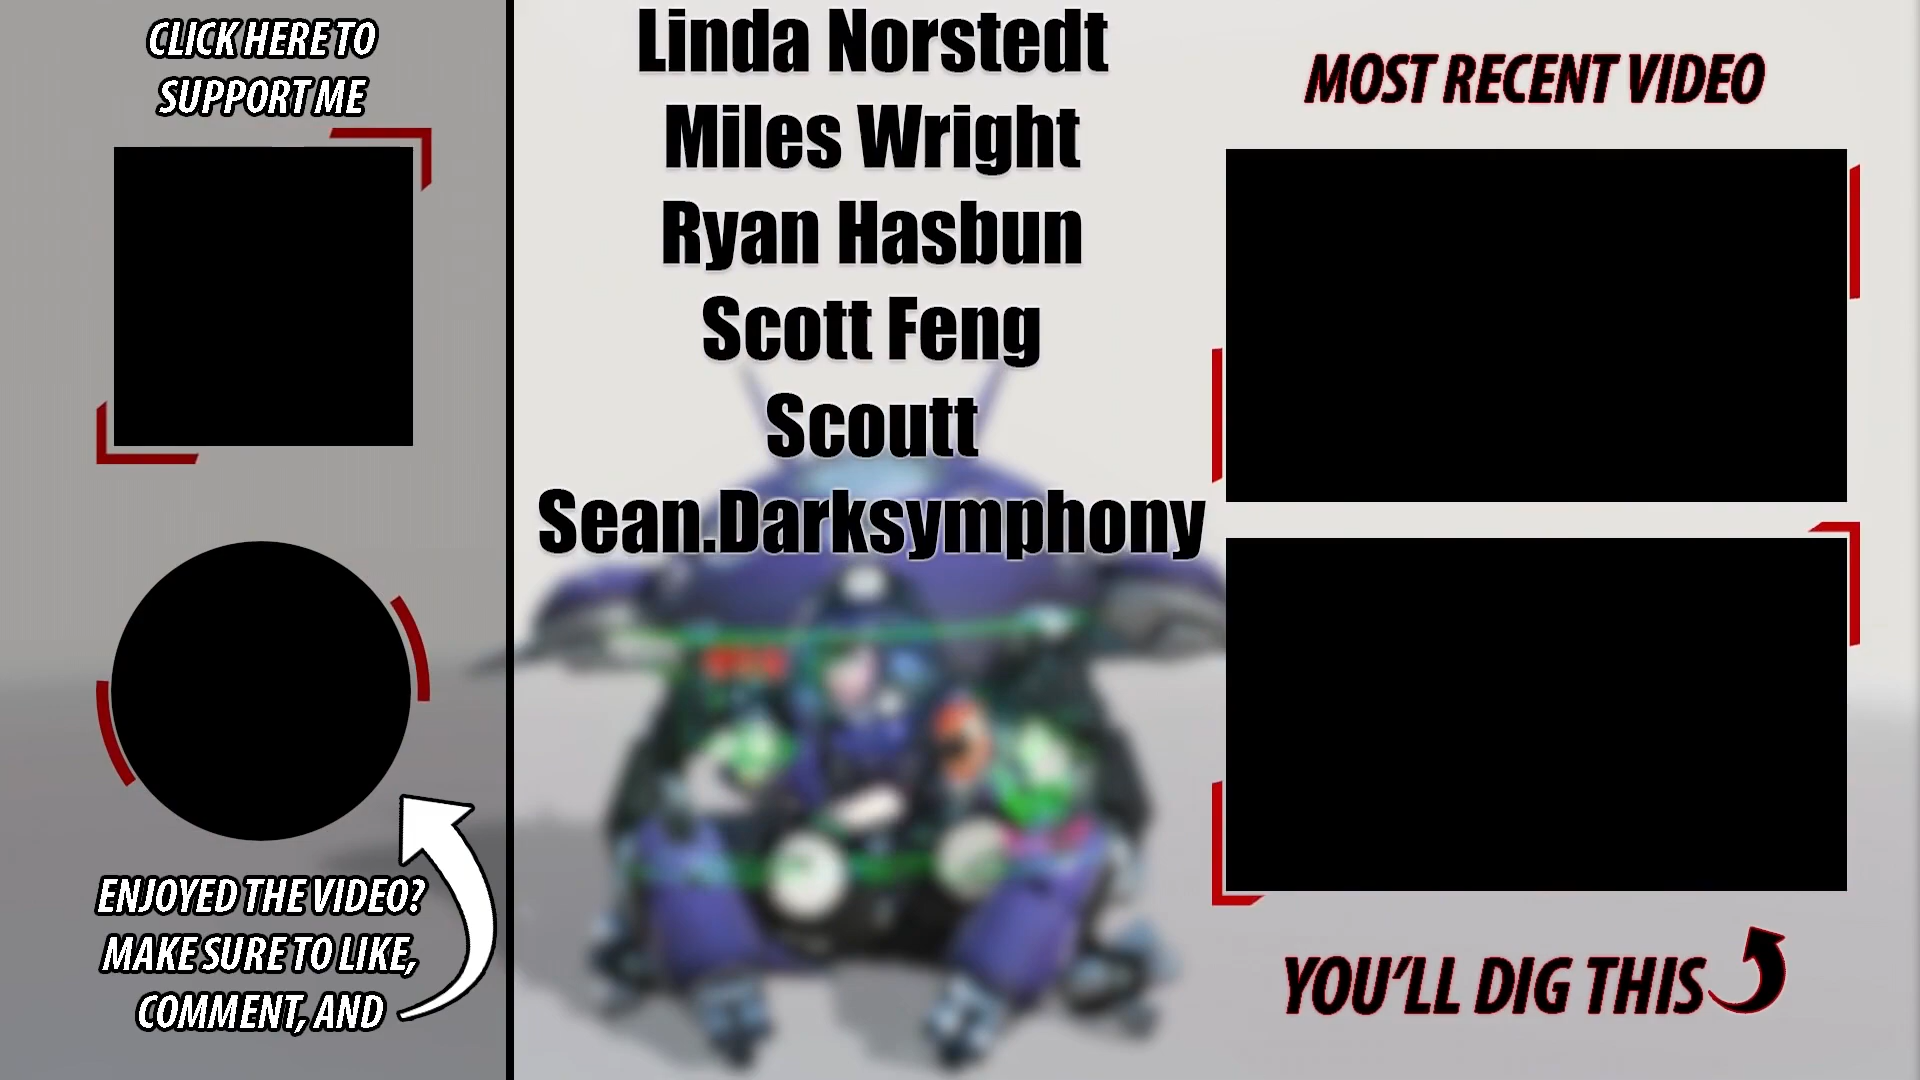 CLICK HERE TO
SUPPORT ME
ENJOYED THE VIDEO?
MAKE SURE TO LIKE,
COMMENT, AND
Linda Norstedt
Miles Wright
Ryan Hasbun
Scott Feng
Scoutt
Sean.Darksymphony
MOST RECENT VIDEO
YOU'LL DIG THIS